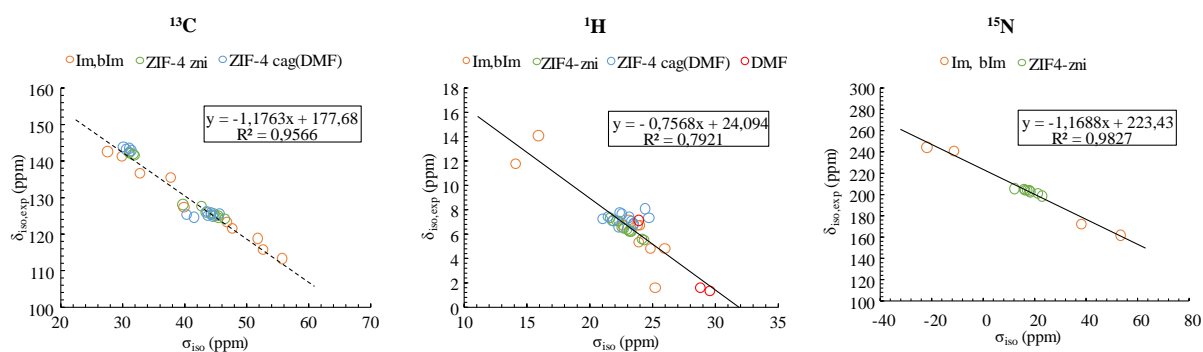 ¹³C
Im,bIm ZIF-4 zni ZIF-4 cag(DMF)
δiso,exp (ppm)
160
150
140
130
120
110
100
y = -1,1763x + 177,68
R² = 0,9566
20 30 40 50 60 70
σiso (ppm)
¹H
Im,bIm ZIF4-zni ZIF-4 cag(DMF) DMF
δiso,exp (ppm)
18
16
14
12
10
8
6
4
2
0
y = - 0,7568x + 24,094
R² = 0,7921
10 15 20 25 30 35
σiso (ppm)
¹⁵N
Im, bIm ZIF4-zni
δiso,exp (ppm)
300
280
260
240
220
200
180
160
140
120
100
y = -1,1688x + 223,43
R² = 0,9827
-40 -20 0 20 40 60 80
σiso (ppm)